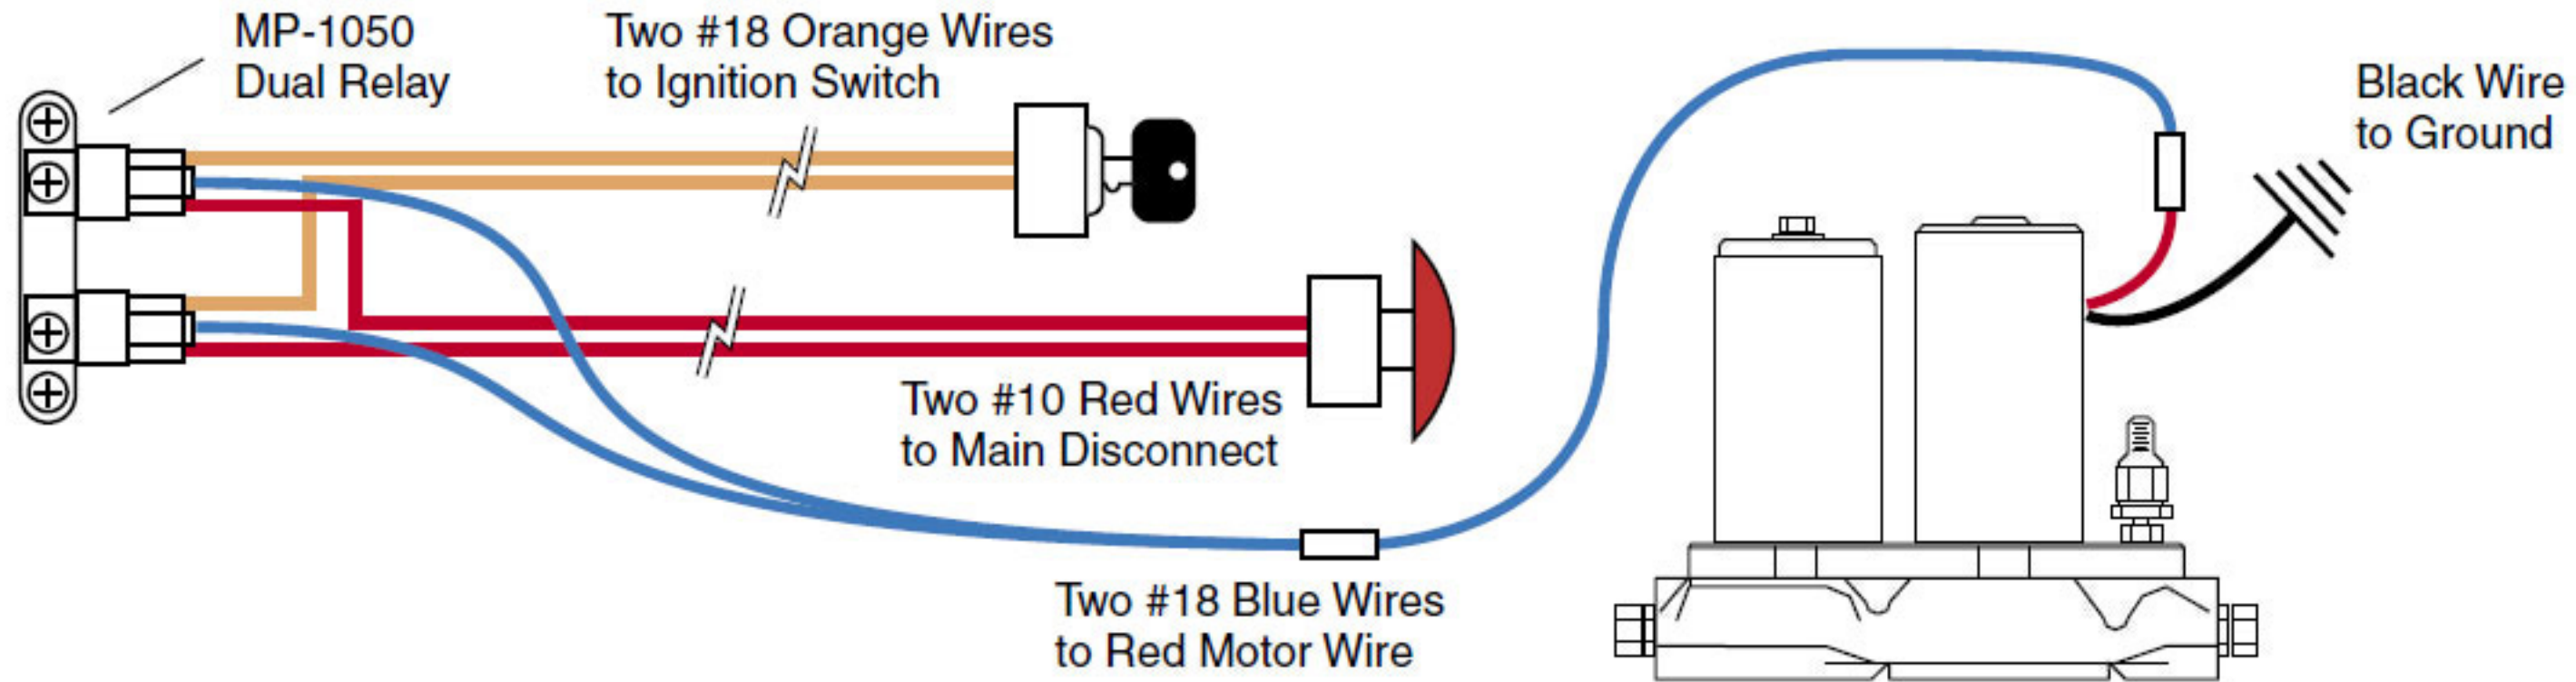 MP-1050
Dual Relay
Two #18 Orange Wires
to Ignition Switch
Black Wire
to Ground
Two #10 Red Wires
to Main Disconnect
Two #18 Blue Wires
to Red Motor Wire